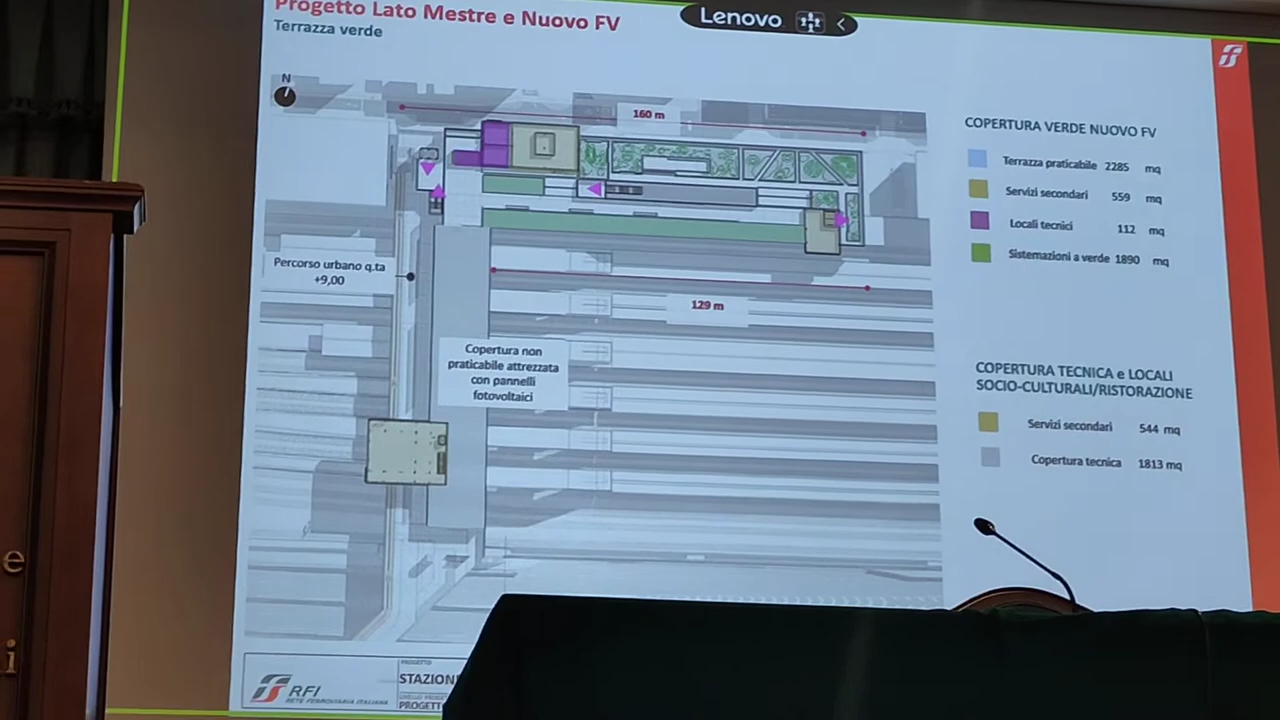 Progetto Lato Mestre e Nuovo FV
Terrazza verde
Lenovo
N
160 m
COPERTURA VERDE NUOVO FV
Terrazza praticabile 2285 mq
Servizi secondari 559 mq
Locali tecnici 112 mq
Sistemazioni a verde 1890 mq
Percorso urbano q.ta
+9,00
129 m
Copertura non
praticabile attrezzata
con pannelli
fotovoltaici
COPERTURA TECNICA e LOCALI
SOCIO-CULTURALI/RISTORAZIONE
Servizi secondari 544 mq
Copertura tecnica 1813 mq
e
i
RFI
RETE FERROVIARIA ITALIANA
PROGETTO
STAZION
PROGETT